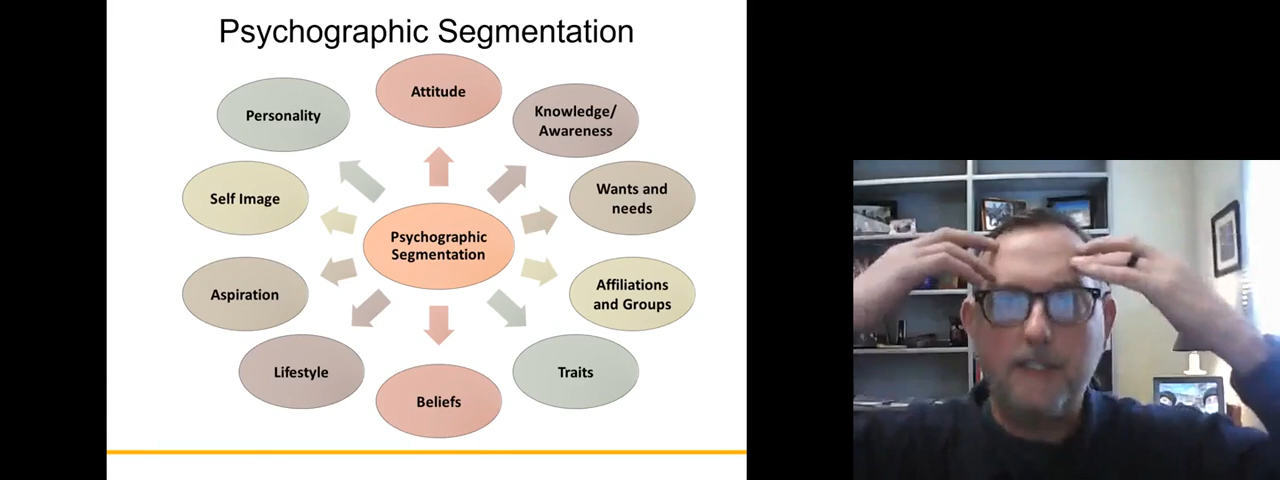 Psychographic Segmentation
Attitude
Personality
Knowledge/
Awareness
Self Image
Wants and
needs
Psychographic
Segmentation
Aspiration
Affiliations
and Groups
Lifestyle
Traits
Beliefs